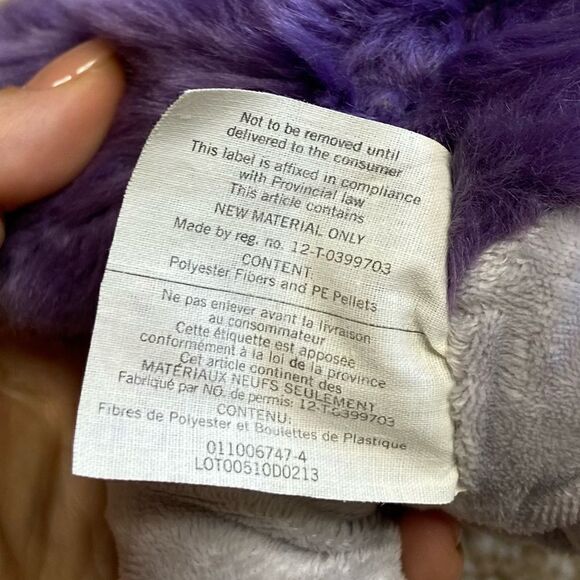 Not to be removed until
delivered to the consumer
This label is affixed in compliance
with Provincial law
This article contains
NEW MATERIAL ONLY
Made by reg. no. 12-T-0399703
CONTENT
Polyester Fibers and PE Pellets
Ne pas enlever avant la livraison
au consommateur
Cette étiquette est apposée
conformément à la loi de la province
Cet article continent des
MATÉRIAUX NEUFS SEULEMENT
Fabriqué par NO. de permis: 12-T-0399703
CONTENU:
Fibres de Polyester et Boulettes de Plastique
011006747-4
LOT00510D0213